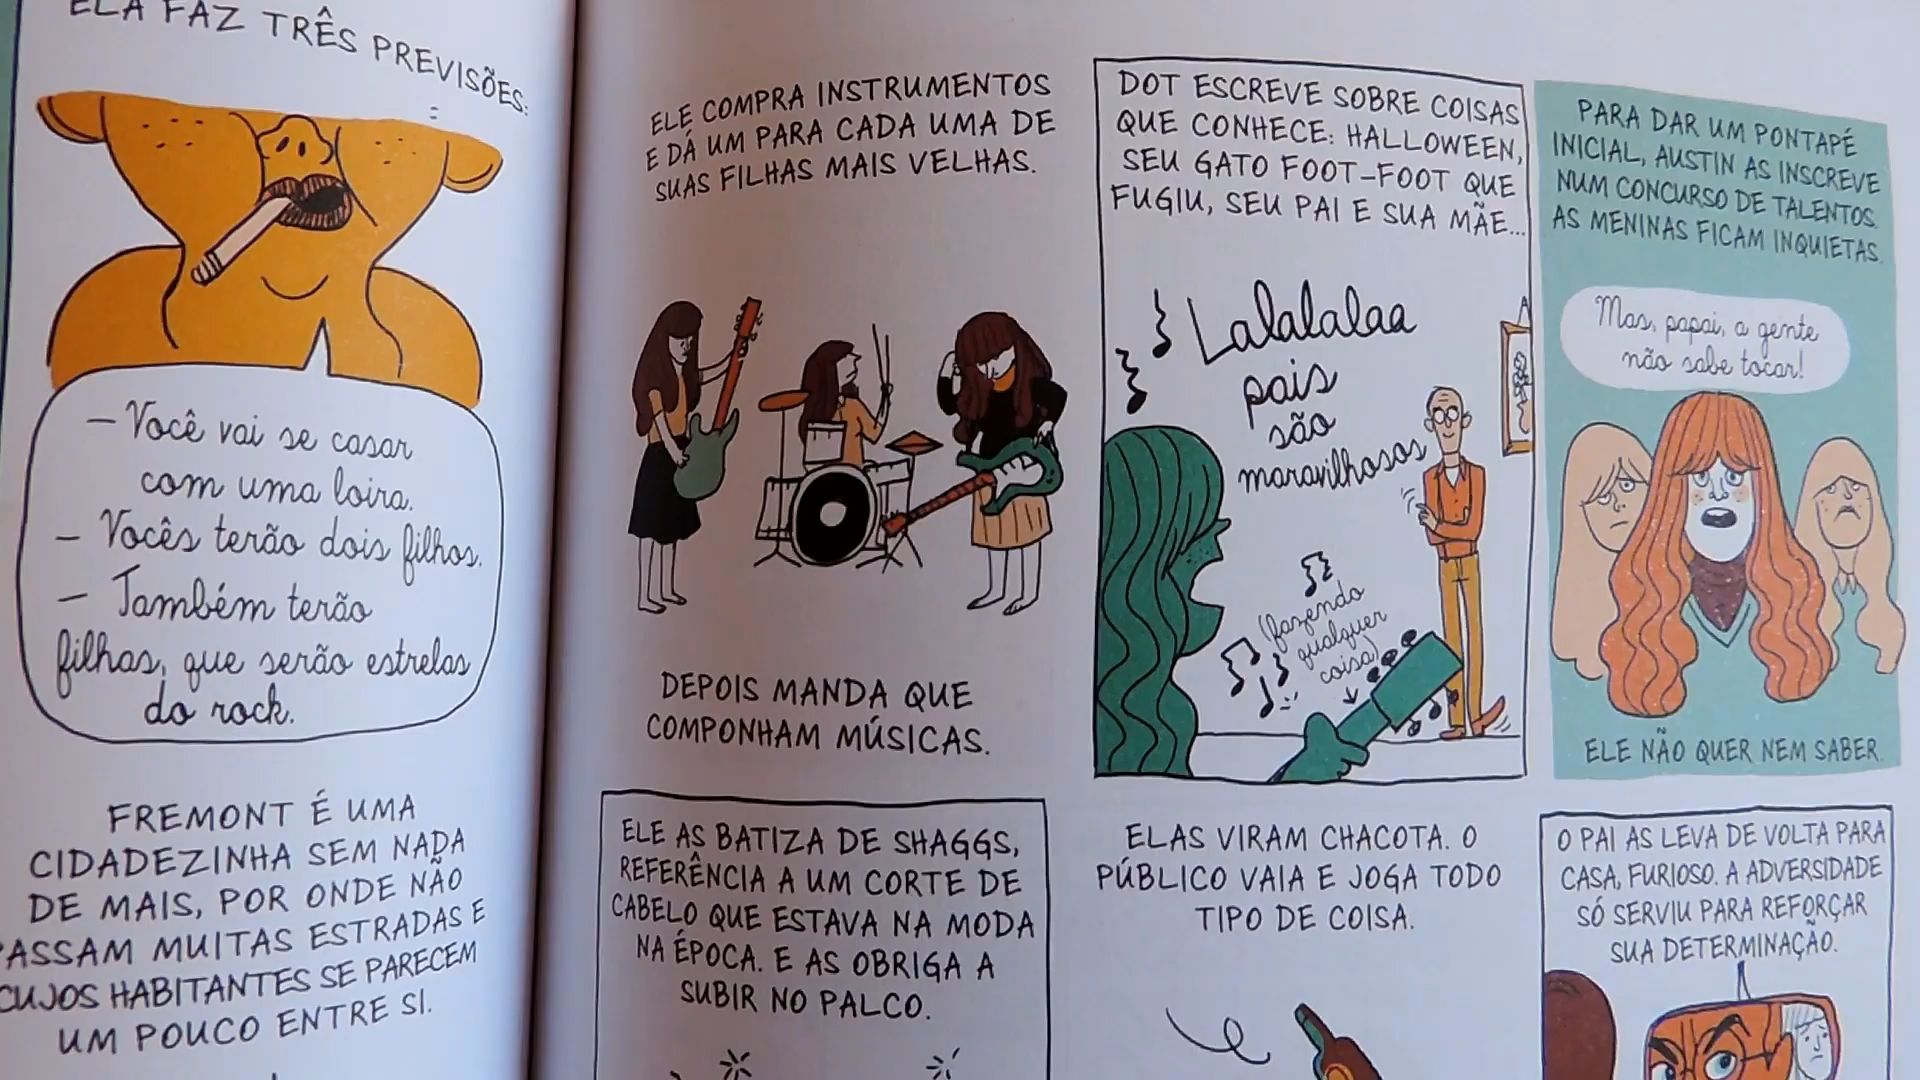 ELA FAZ TRÊS PREVISÕES:
— Você vai se casar
com uma loira.
— Vocês terão dois filhos.
— Também terão
filhas, que serão estrelas
do rock.
FREMONT É UMA
CIDADEZINHA SEM NADA
DE MAIS, POR ONDE NÃO
PASSAM MUITAS ESTRADAS E
CUJOS HABITANTES SE PARECEM
UM POUCO ENTRE SI.
ELE COMPRA INSTRUMENTOS
E DÁ UM PARA CADA UMA DE
SUAS FILHAS MAIS VELHAS.
DEPOIS MANDA QUE
COMPONHAM MÚSICAS.
DOT ESCREVE SOBRE COISAS
QUE CONHECE: HALLOWEEN,
SEU GATO FOOT-FOOT QUE
FUGIU, SEU PAI E SUA MÃE...
Lalalalaa
pais
são
maravilhosos
(fazendo
qualquer
coisa)
PARA DAR UM PONTAPÉ
INICIAL, AUSTIN AS INSCREVE
NUM CONCURSO DE TALENTOS.
AS MENINAS FICAM INQUIETAS.
Mas, papai, a gente
não sabe tocar!
ELE NÃO QUER NEM SABER.
ELE AS BATIZA DE SHAGGS,
REFERÊNCIA A UM CORTE DE
CABELO QUE ESTAVA NA MODA
NA ÉPOCA. E AS OBRIGA A
SUBIR NO PALCO.
ELAS VIRAM CHACOTA. O
PÚBLICO VAIA E JOGA TODO
TIPO DE COISA.
O PAI AS LEVA DE VOLTA PARA
CASA, FURIOSO. A ADVERSIDADE
SÓ SERVIU PARA REFORÇAR
SUA DETERMINAÇÃO.